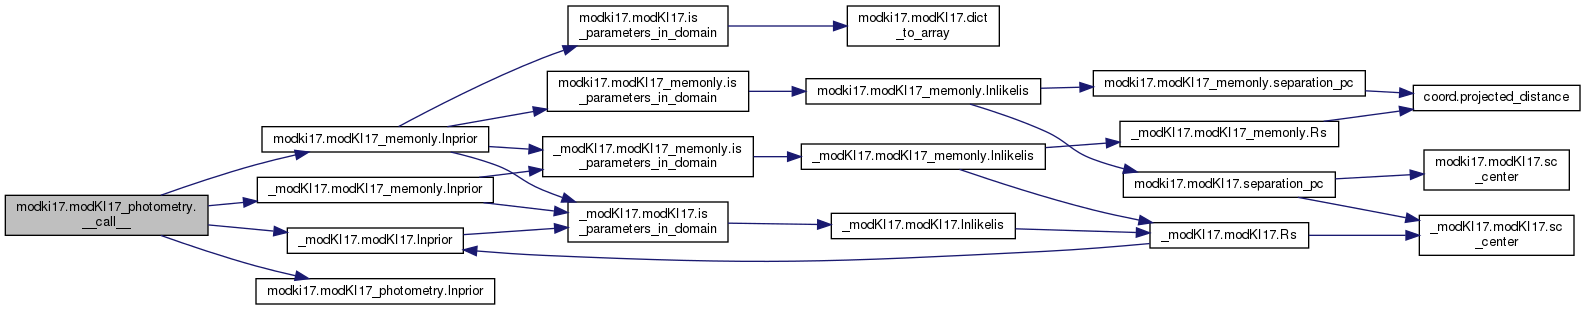 modki17.modKI17_photometry.
__call__
modki17.modKI17_memonly.lnprior
_modKI17.modKI17_memonly.lnprior
_modKI17.modKI17.lnprior
modki17.modKI17_photometry.lnprior
modki17.modKI17.is
_parameters_in_domain
modki17.modKI17_memonly.is
_parameters_in_domain
_modKI17.modKI17_memonly.is
_parameters_in_domain
_modKI17.modKI17.is
_parameters_in_domain
modki17.modKI17.dict
_to_array
modki17.modKI17_memonly.lnlikelis
_modKI17.modKI17_memonly.lnlikelis
_modKI17.modKI17.lnlikelis
modki17.modKI17_memonly.separation_pc
_modKI17.modKI17_memonly.Rs
modki17.modKI17.separation_pc
_modKI17.modKI17.Rs
coord.projected_distance
modki17.modKI17.sc
_center
_modKI17.modKI17.sc
_center